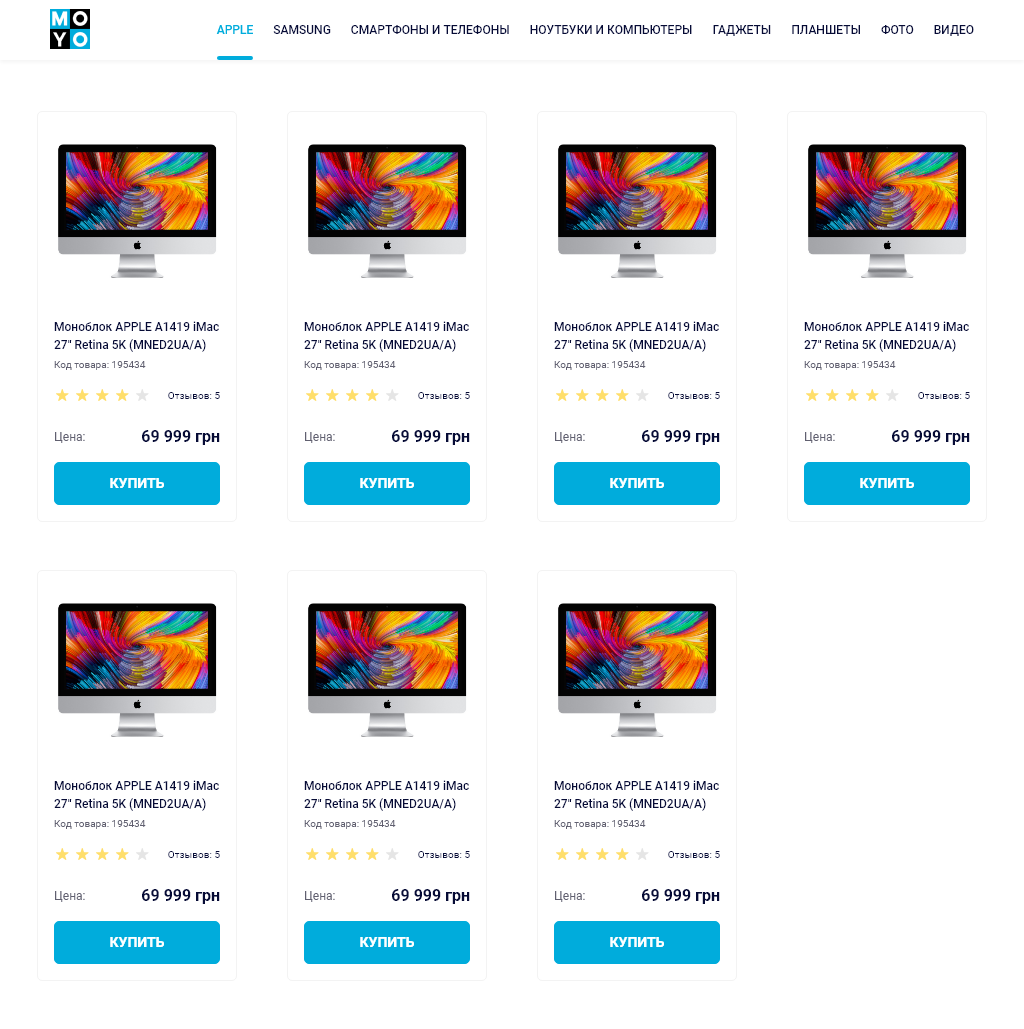 MO
YO
APPLE SAMSUNG СМАРТФОНЫ И ТЕЛЕФОНЫ НОУТБУКИ И КОМПЬЮТЕРЫ ГАДЖЕТЫ ПЛАНШЕТЫ ФОТО ВИДЕО
Моноблок APPLE A1419 iMac
27" Retina 5K (MNED2UA/A)
Код товара: 195434
Отзывов: 5
Цена: 69 999 грн
КУПИТЬ
Моноблок APPLE A1419 iMac
27" Retina 5K (MNED2UA/A)
Код товара: 195434
Отзывов: 5
Цена: 69 999 грн
КУПИТЬ
Моноблок APPLE A1419 iMac
27" Retina 5K (MNED2UA/A)
Код товара: 195434
Отзывов: 5
Цена: 69 999 грн
КУПИТЬ
Моноблок APPLE A1419 iMac
27" Retina 5K (MNED2UA/A)
Код товара: 195434
Отзывов: 5
Цена: 69 999 грн
КУПИТЬ
Моноблок APPLE A1419 iMac
27" Retina 5K (MNED2UA/A)
Код товара: 195434
Отзывов: 5
Цена: 69 999 грн
КУПИТЬ
Моноблок APPLE A1419 iMac
27" Retina 5K (MNED2UA/A)
Код товара: 195434
Отзывов: 5
Цена: 69 999 грн
КУПИТЬ
Моноблок APPLE A1419 iMac
27" Retina 5K (MNED2UA/A)
Код товара: 195434
Отзывов: 5
Цена: 69 999 грн
КУПИТЬ